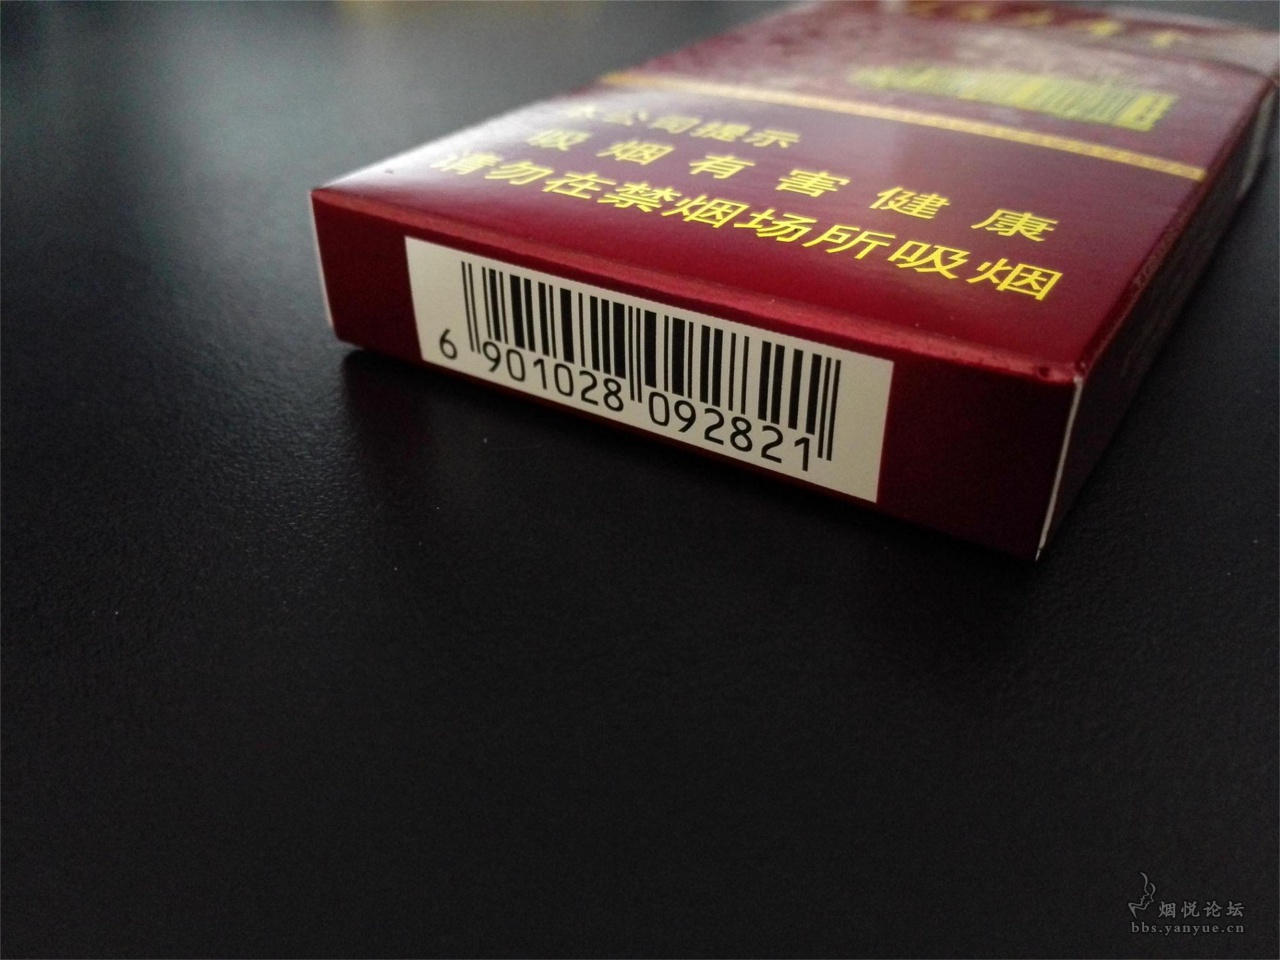 本公司提示
吸烟有害健康
请勿在禁烟场所吸烟
6 901028 092821
烟悦论坛
bbs.yanyue.cn